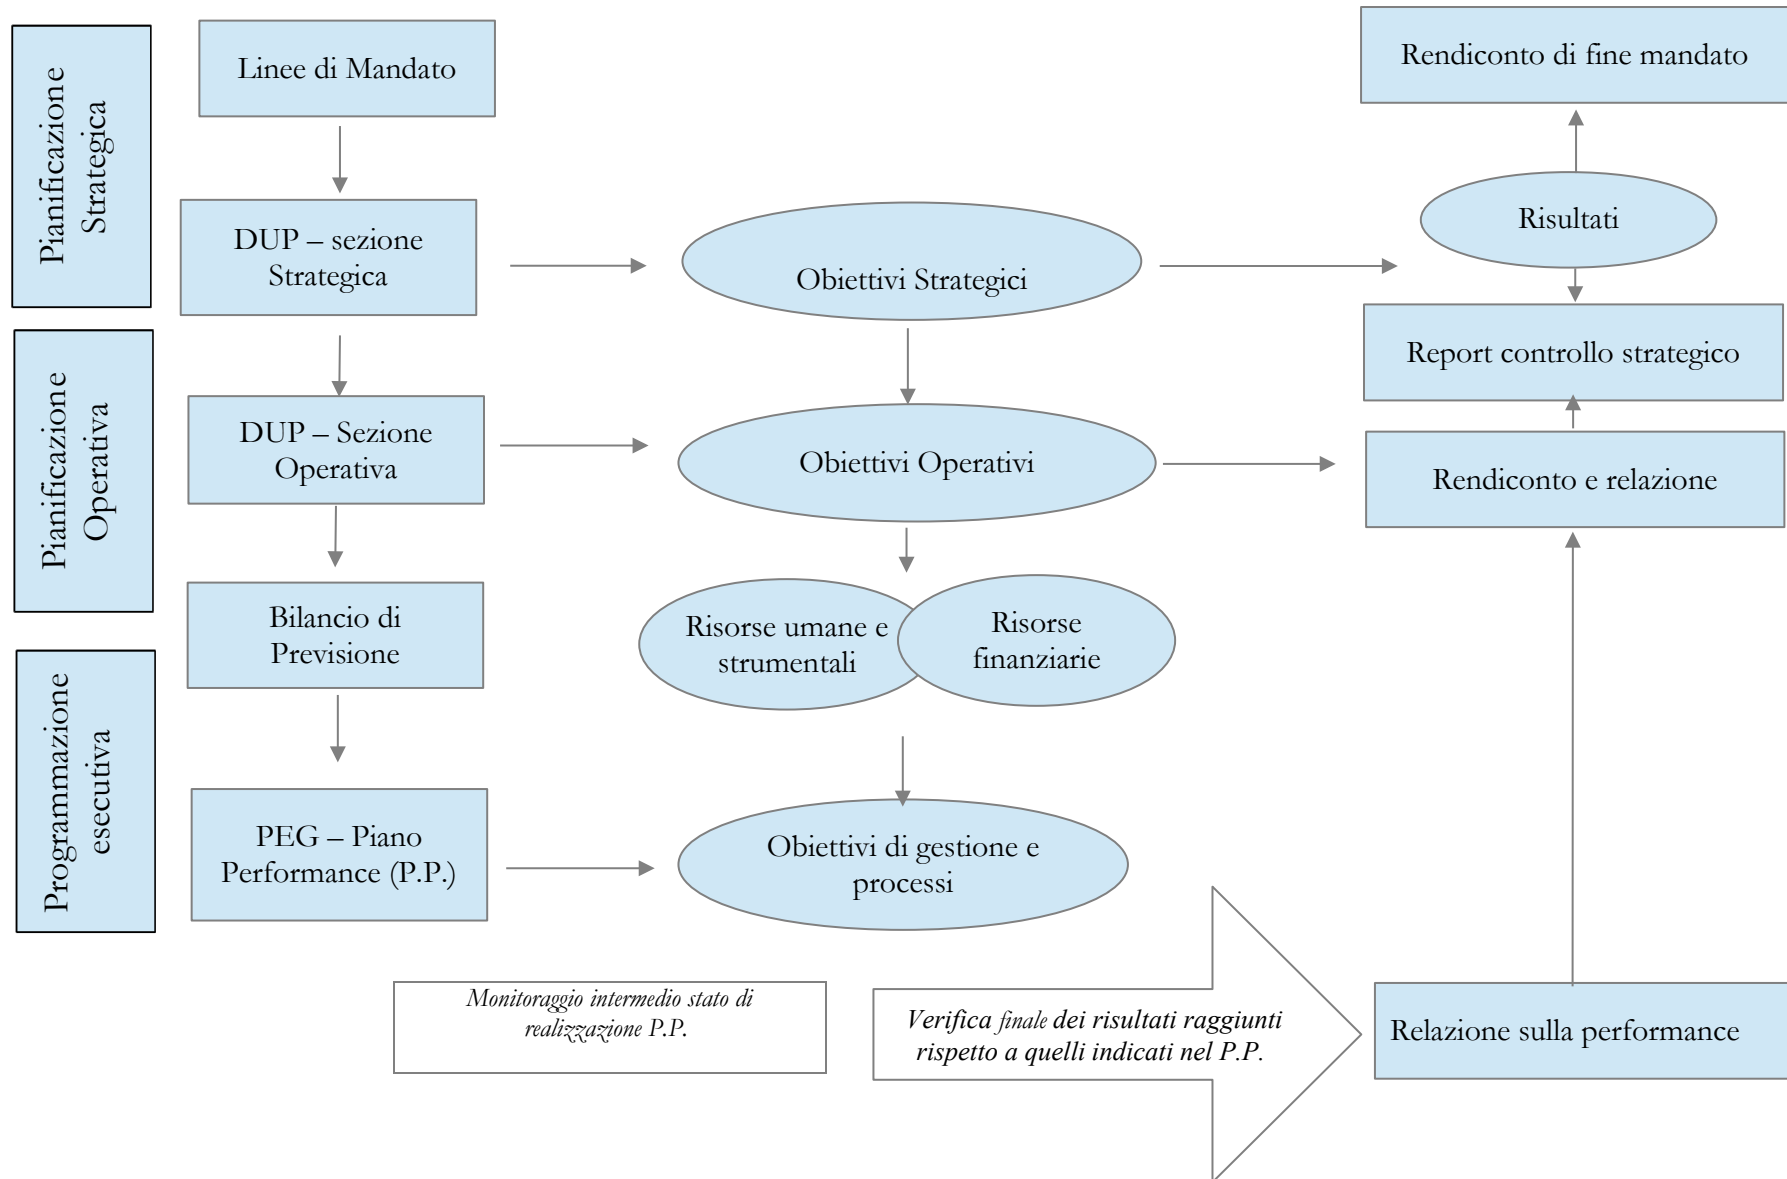 Pianificazione
Strategica
Linee di Mandato
Rendiconto di fine mandato
DUP – sezione
Strategica
Obiettivi Strategici
Risultati
Report controllo strategico
Pianificazione
Operativa
DUP – Sezione
Operativa
Obiettivi Operativi
Rendiconto e relazione
Bilancio di
Previsione
Risorse umane e
strumentali
Risorse
finanziarie
Programmazione
esecutiva
PEG – Piano
Performance (P.P.)
Obiettivi di gestione e
processi
Monitoraggio intermedio stato di
realizzazione P.P.
Verifica finale dei risultati raggiunti
rispetto a quelli indicati nel P.P.
Relazione sulla performance